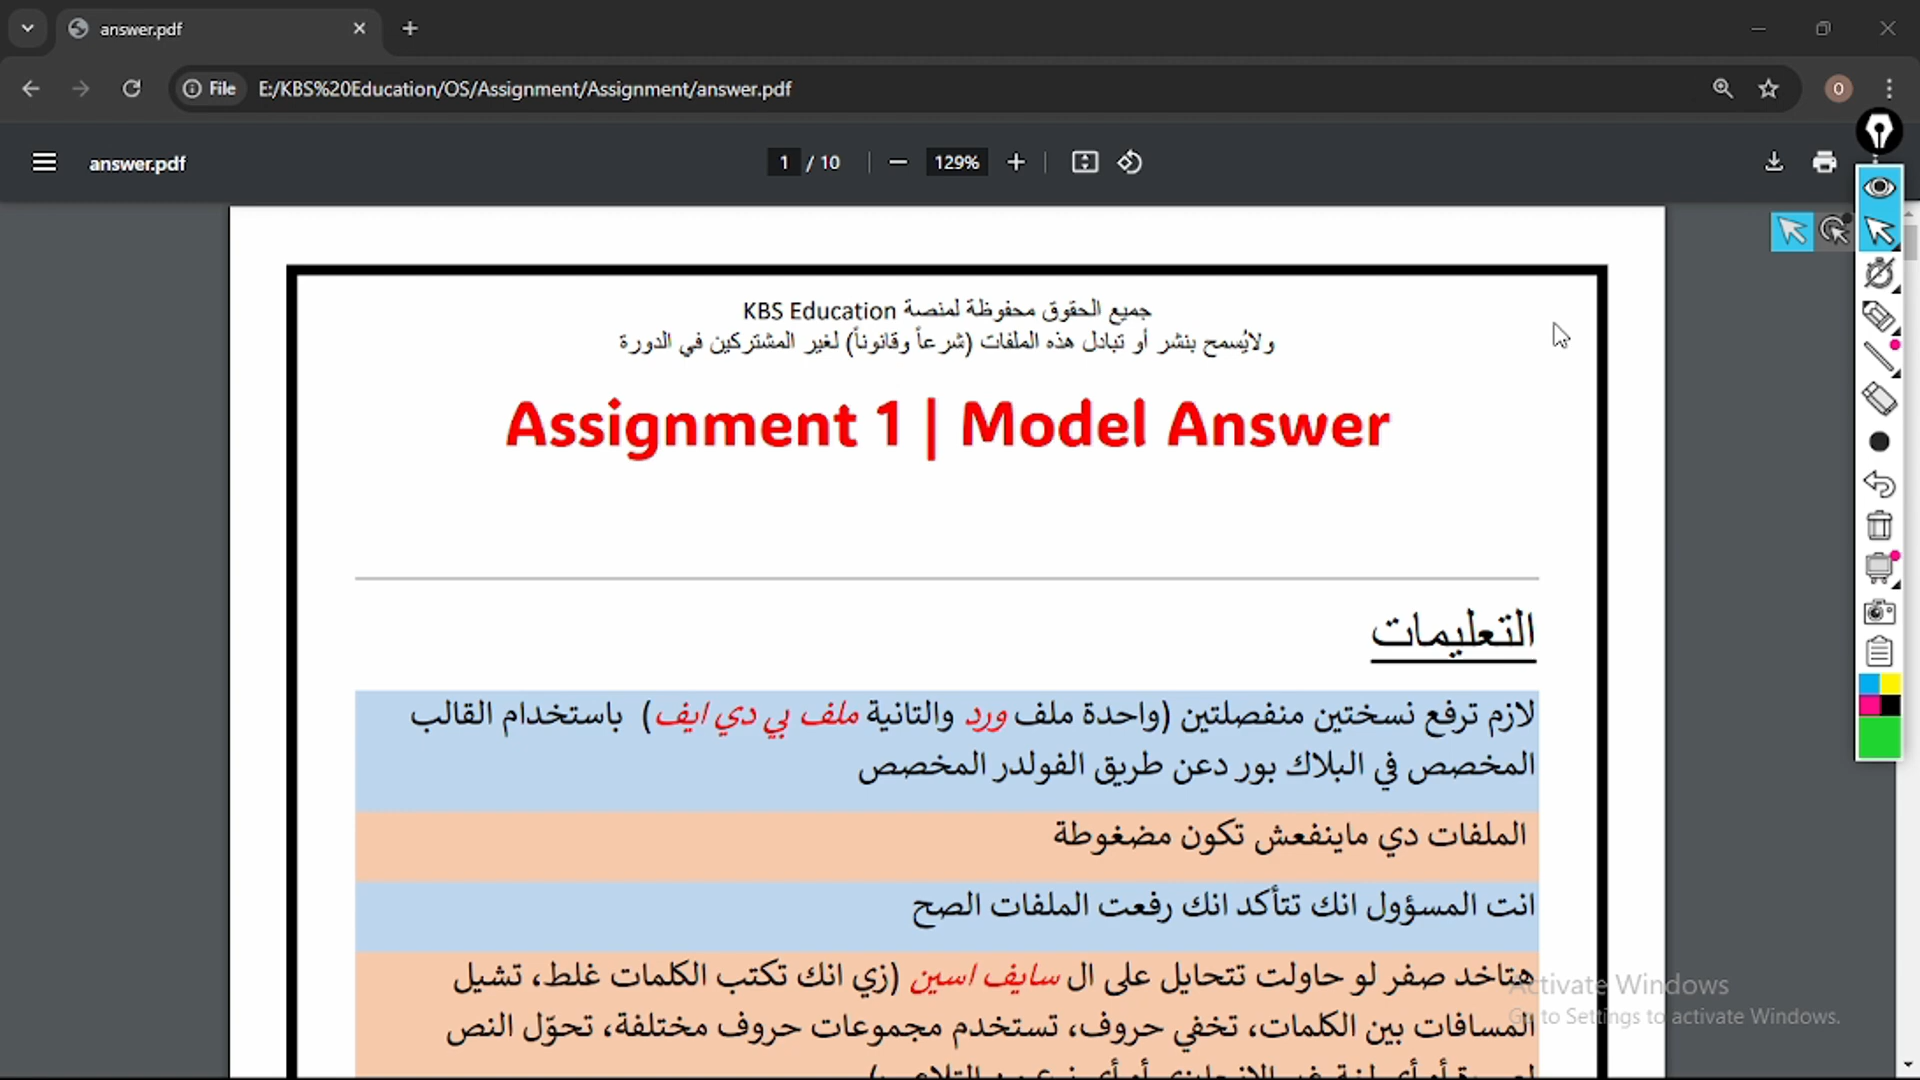 answer.pdf
File E:/KBS%20Education/OS/Assignment/Assignment/answer.pdf
O
answer.pdf
1 / 10
129%
جميع الحقوق محفوظة لمنصة KBS Education
ولايُسمح بنشر أو تبادل هذه الملفات (شرعاً وقانوناً) لغير المشتركين في الدورة
Assignment 1 | Model Answer
التعليمات
لازم ترفع نسختين منفصلتين (واحدة ملف ورد والتانية ملف بي دي ايف) باستخدام القالب
المخصص في البلاك بور دعن طريق الفولدر المخصص
الملفات دي ماينفعش تكون مضغوطة
انت المسؤول انك تتأكد انك رفعت الملفات الصح
هتاخد صفر لو حاولت تتحايل على ال سايف اسين (زي انك تكتب الكلمات غلط، تشيل
المسافات بين الكلمات، تخفي حروف، تستخدم مجموعات حروف مختلفة، تحوّل النص
Activate Windows
Go to Settings to activate Windows.